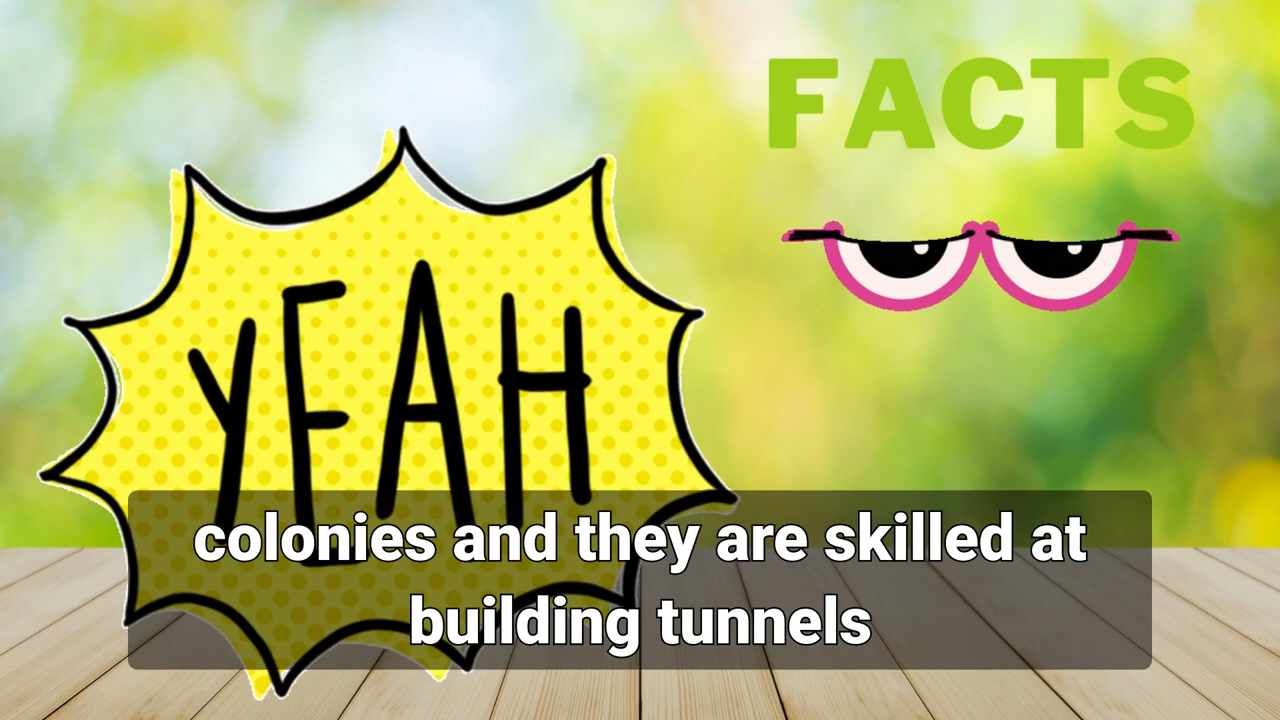 FACTS
YEAH
colonies and they are skilled at
building tunnels